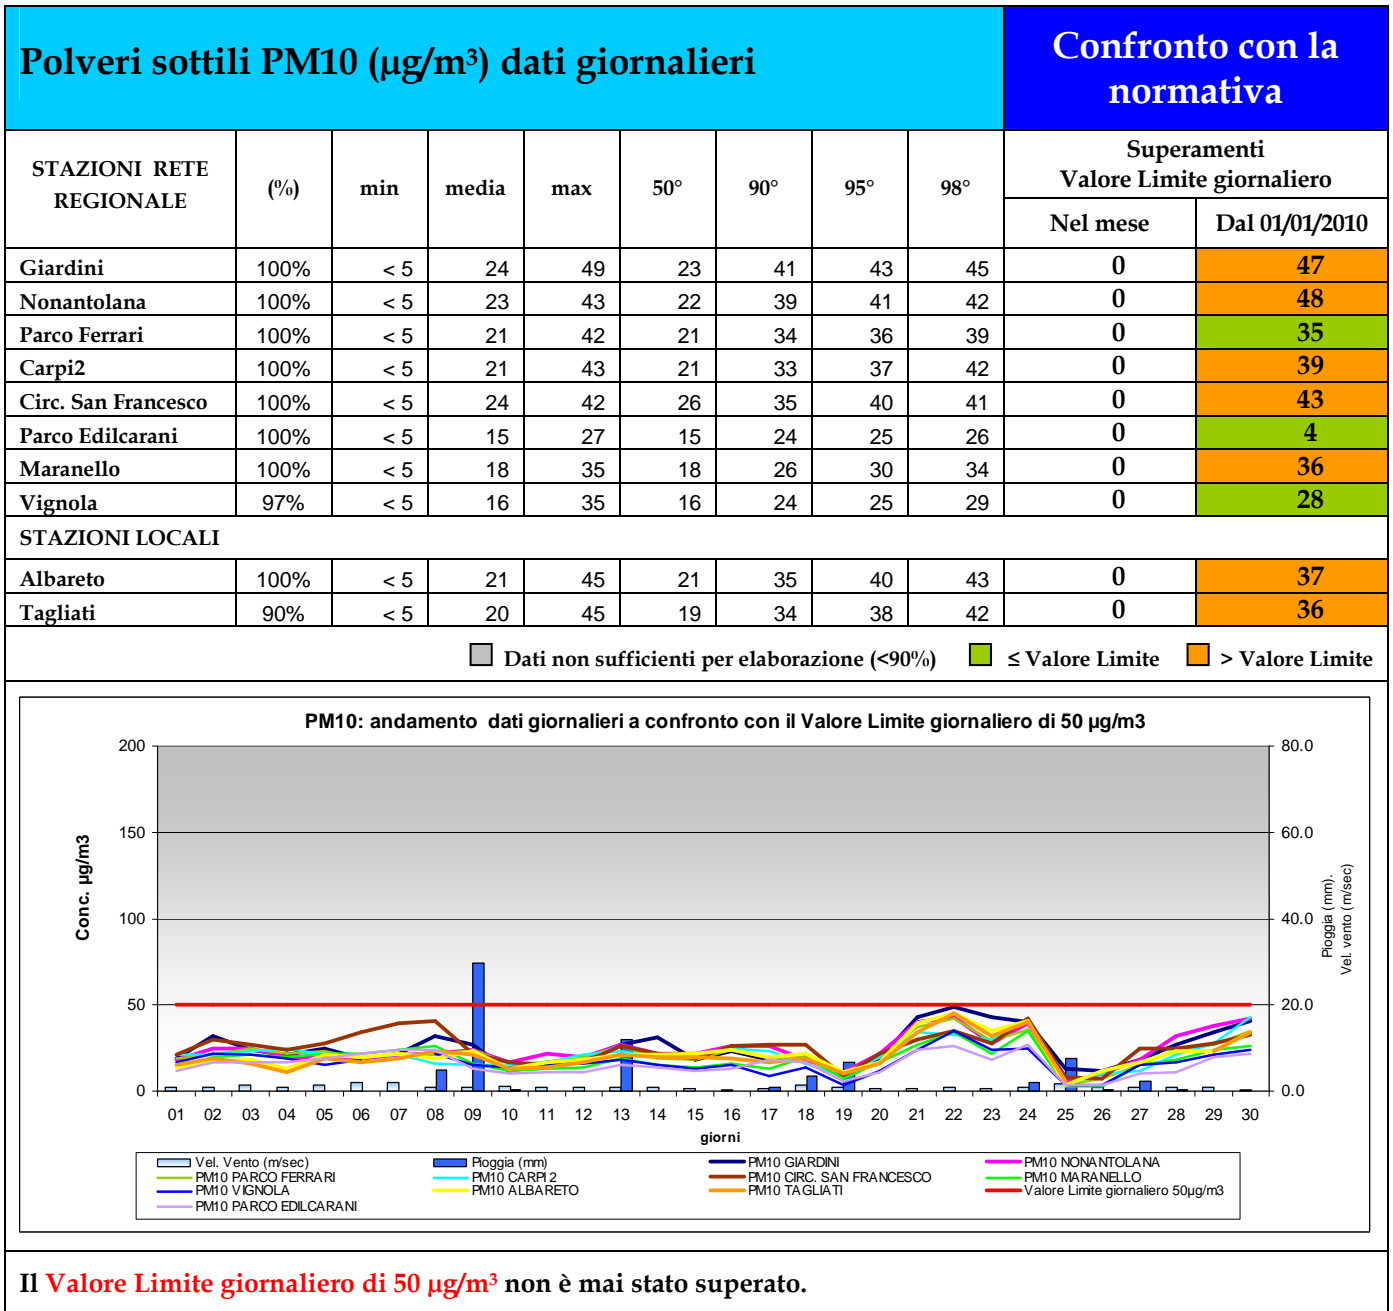 Polveri sottili PM10 (µg/m³) dati giornalieri
Confronto con la
normativa
STAZIONI RETE
REGIONALE
(%) min media max 50° 90° 95° 98°
Superamenti
Valore Limite giornaliero
Nel mese Dal 01/01/2010
Giardini 100% < 5 24 49 23 41 43 45 0 47
Nonantolana 100% < 5 23 43 22 39 41 42 0 48
Parco Ferrari 100% < 5 21 42 21 34 36 39 0 35
Carpi2 100% < 5 21 43 21 33 37 42 0 39
Circ. San Francesco 100% < 5 24 42 26 35 40 41 0 43
Parco Edilcarani 100% < 5 15 27 15 24 25 26 0 4
Maranello 100% < 5 18 35 18 26 30 34 0 36
Vignola 97% < 5 16 35 16 24 25 29 0 28
STAZIONI LOCALI
Albareto 100% < 5 21 45 21 35 40 43 0 37
Tagliati 90% < 5 20 45 19 34 38 42 0 36
Dati non sufficienti per elaborazione (<90%) ≤ Valore Limite > Valore Limite
PM10: andamento dati giornalieri a confronto con il Valore Limite giornaliero di 50 µg/m3
200
150
100
50
0
Conc. µg/m3
80.0
60.0
40.0
20.0
0.0
Pioggia (mm).
Vel. vento (m/sec)
01 02 03 04 05 06 07 08 09 10 11 12 13 14 15 16 17 18 19 20 21 22 23 24 25 26 27 28 29 30
giorni
Vel. Vento (m/sec) Pioggia (mm) PM10 GIARDINI PM10 NONANTOLANA
PM10 PARCO FERRARI PM10 CARPI 2 PM10 CIRC. SAN FRANCESCO PM10 MARANELLO
PM10 VIGNOLA PM10 ALBARETO PM10 TAGLIATI Valore Limite giornaliero 50µg/m3
PM10 PARCO EDILCARANI
Il Valore Limite giornaliero di 50 µg/m³ non è mai stato superato.